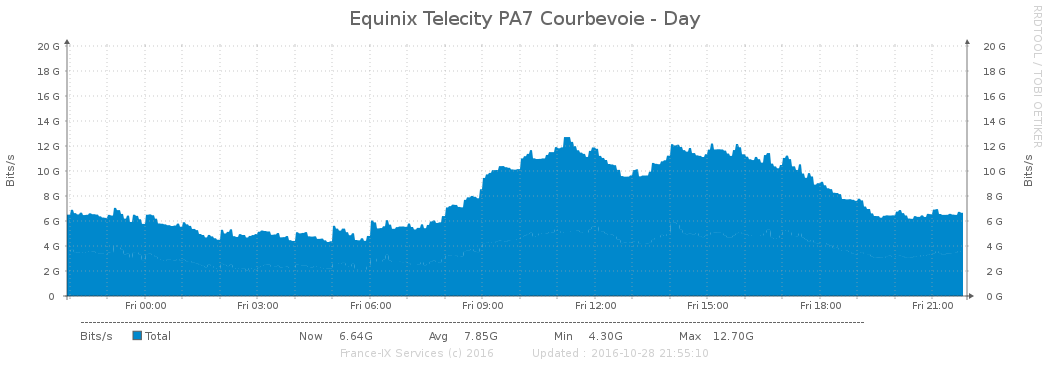 Equinix Telecity PA7 Courbevoie - Day
RRDTOOL / TOBI OETIKER
Bits/s
Bits/s
20 G 20 G
18 G 18 G
16 G 16 G
14 G 14 G
12 G 12 G
10 G 10 G
8 G 8 G
6 G 6 G
4 G 4 G
2 G 2 G
0 0 G
Fri 00:00 Fri 03:00 Fri 06:00 Fri 09:00 Fri 12:00 Fri 15:00 Fri 18:00 Fri 21:00
Bits/s Total Now 6.64G Avg 7.85G Min 4.30G Max 12.70G
France-IX Services (c) 2016 Updated : 2016-10-28 21:55:10